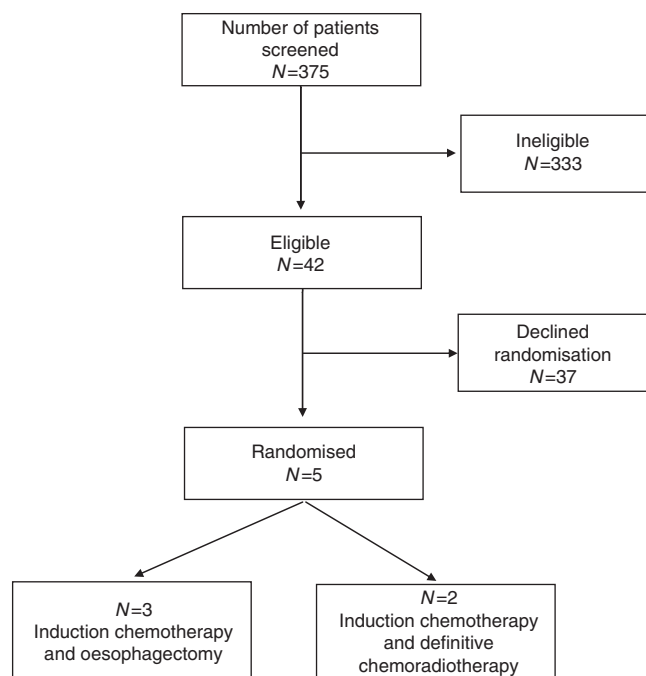 Number of patients
screened
N=375
Ineligible
N=333
Eligible
N=42
Declined
randomisation
N=37
Randomised
N=5
N=3
Induction chemotherapy
and oesophagectomy
N=2
Induction chemotherapy
and definitive
chemoradiotherapy